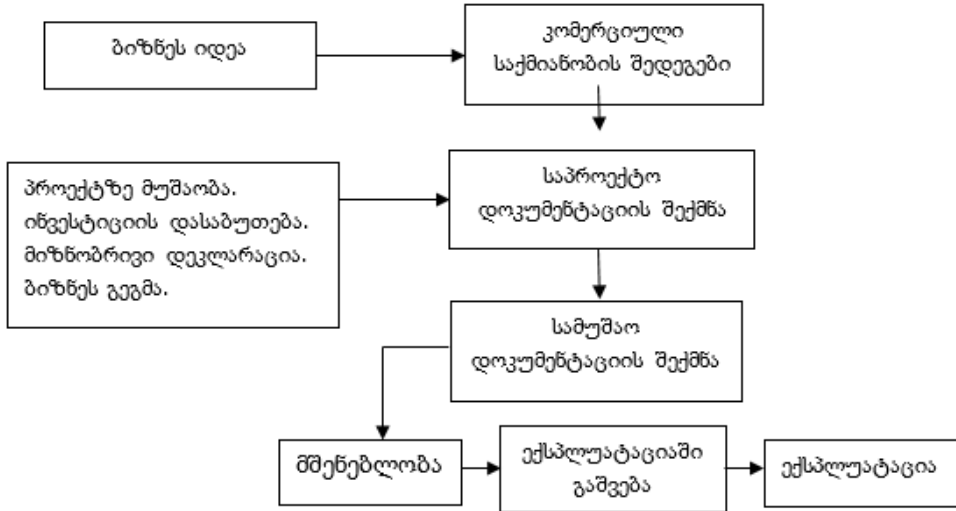 ბიზნეს იდეა
კომერციული
საქმიანობის შედეგები
პროექტზე მუშაობა.
ინვესტიციის დასაბუთება.
მიზნობრივი დეკლარაცია.
ბიზნეს გეგმა.
საპროექტო
დოკუმენტაციის შექმნა
სამუშაო
დოკუმენტაციის შექმნა
მშენებლობა
ექსპლუატაციაში
გაშვება
ექსპლუატაცია